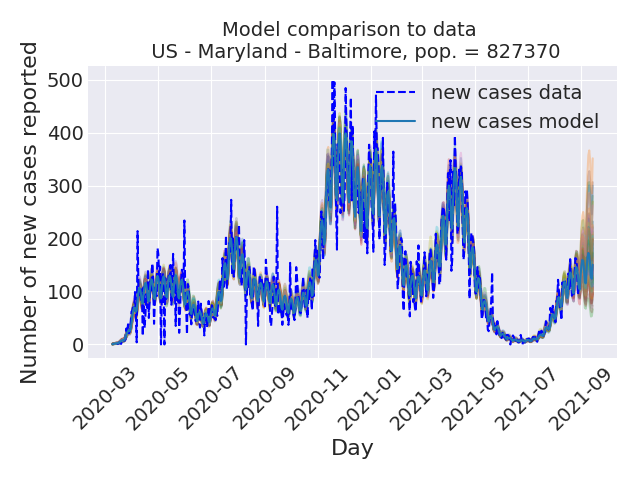 Model comparison to data
US - Maryland - Baltimore, pop. = 827370
Number of new cases reported
500
400
300
200
100
0
new cases data
new cases model
2020-03
2020-05
2020-07
2020-09
2020-11
2021-01
2021-03
2021-05
2021-07
2021-09
Day